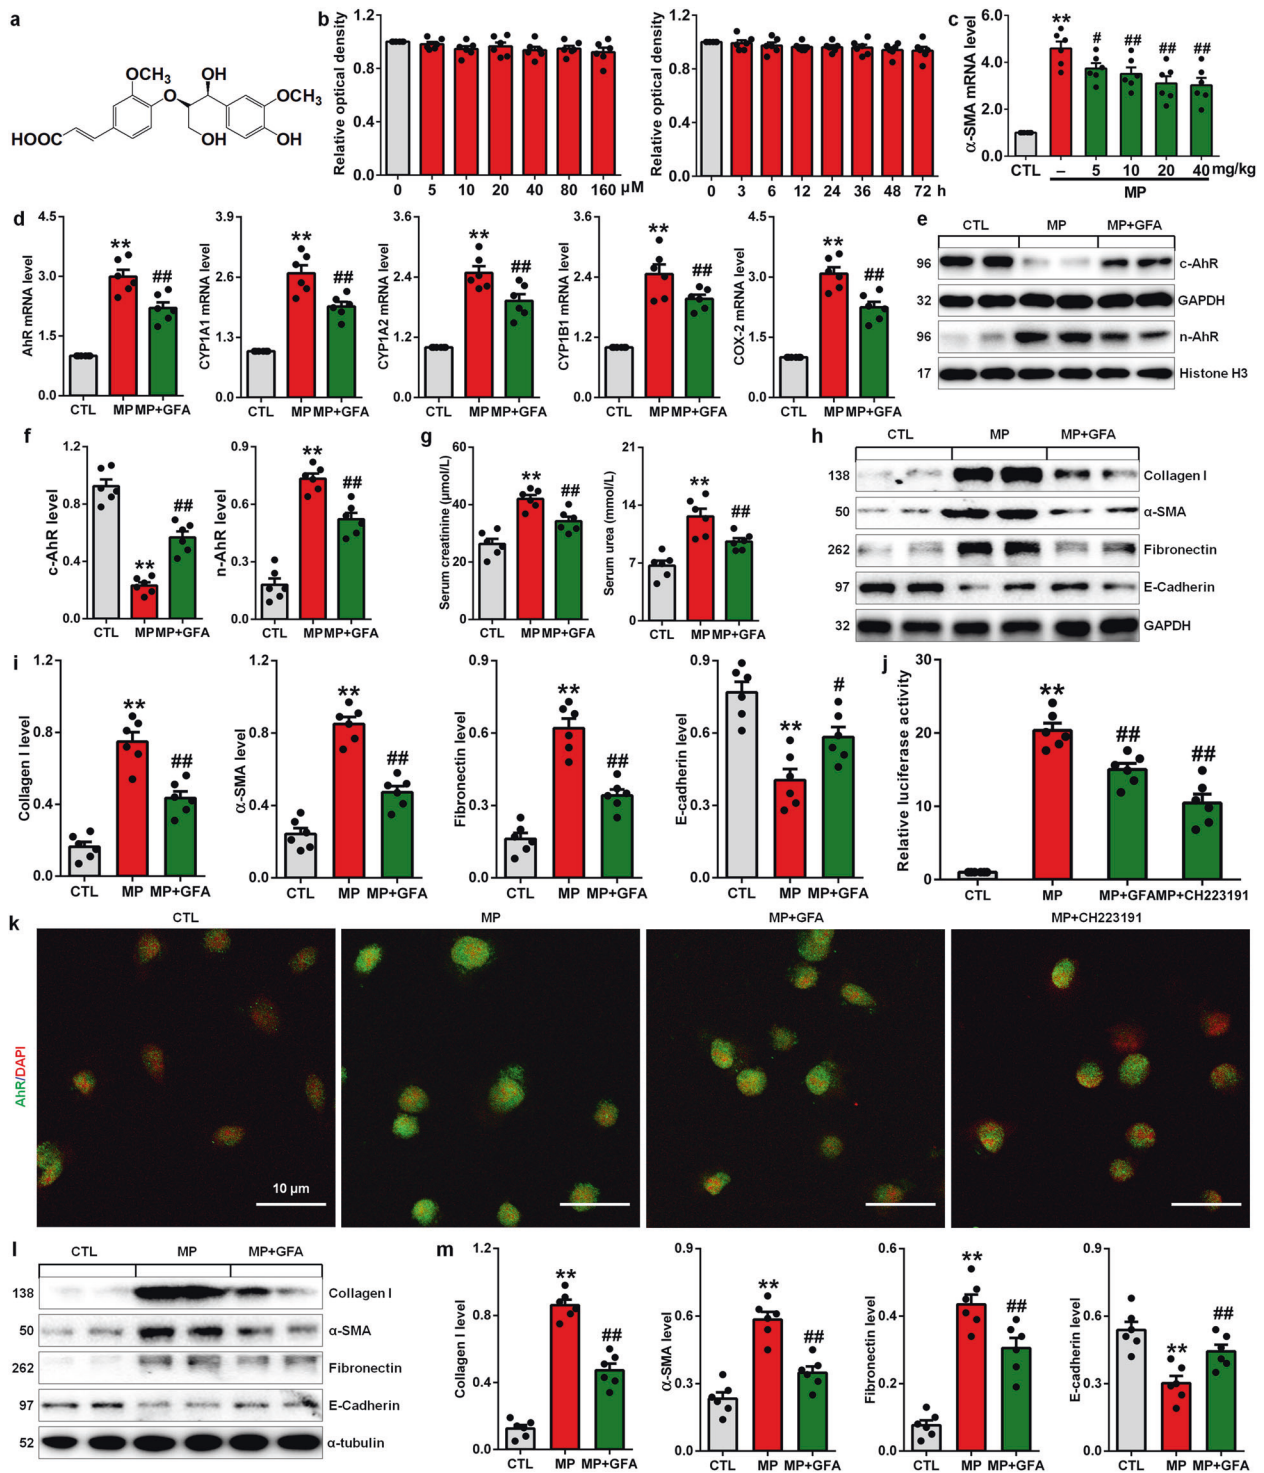 a
OCH₃
OH
O
OCH₃
HOOC
OH
OH
b
Relative optical density
1.2
0.8
0.4
0.0
0 5 10 20 40 80 160 μM
Relative optical density
1.2
0.8
0.4
0.0
0 3 6 12 24 36 48 72 h
c
α-SMA mRNA level
6.0
4.0
2.0
0.0
** # ## ## ##
CTL – 5 10 20 40 mg/kg
MP
d
AhR mRNA level
4.5
3.0
1.5
0.0
** ##
CTL MP MP+GFA
CYP1A1 mRNA level
3.9
2.6
1.3
0.0
** ##
CTL MP MP+GFA
CYP1A2 mRNA level
3.6
2.4
1.2
0.0
** ##
CTL MP MP+GFA
CYP1B1 mRNA level
3.6
2.4
1.2
0.0
** ##
CTL MP MP+GFA
COX-2 mRNA level
4.5
3.0
1.5
0.0
** ##
CTL MP MP+GFA
e
CTL MP MP+GFA
96 c-AhR
32 GAPDH
96 n-AhR
17 Histone H3
f
c-AhR level
1.2
0.8
0.4
0.0
** ##
CTL MP MP+GFA
n-AhR level
0.9
0.6
0.3
0.0
** ##
CTL MP MP+GFA
g
Serum creatinine (μmol/L)
60
40
20
0
** ##
CTL MP MP+GFA
Serum urea (mmol/L)
21
14
7
0
** ##
CTL MP MP+GFA
h
CTL MP MP+GFA
138 Collagen I
50 α-SMA
262 Fibronectin
97 E-Cadherin
32 GAPDH
i
Collagen I level
1.2
0.8
0.4
0.0
** ##
CTL MP MP+GFA
α-SMA level
1.2
0.8
0.4
0.0
** ##
CTL MP MP+GFA
Fibronectin level
0.9
0.6
0.3
0.0
** ##
CTL MP MP+GFA
E-cadherin level
0.9
0.6
0.3
0.0
** #
CTL MP MP+GFA
j
Relative luciferase activity
30
20
10
0
** ## ##
CTL MP MP+GFA MP+CH223191
k
CTL MP MP+GFA MP+CH223191
AhR/DAPI
10 μm
l
CTL MP MP+GFA
138 Collagen I
50 α-SMA
262 Fibronectin
97 E-Cadherin
52 α-tubulin
m
Collagen I level
1.2
0.8
0.4
0.0
** ##
CTL MP MP+GFA
α-SMA level
0.9
0.6
0.3
0.0
** ##
CTL MP MP+GFA
Fibronectin level
0.6
0.4
0.2
0.0
** ##
CTL MP MP+GFA
E-cadherin level
0.9
0.6
0.3
0.0
** ##
CTL MP MP+GFA